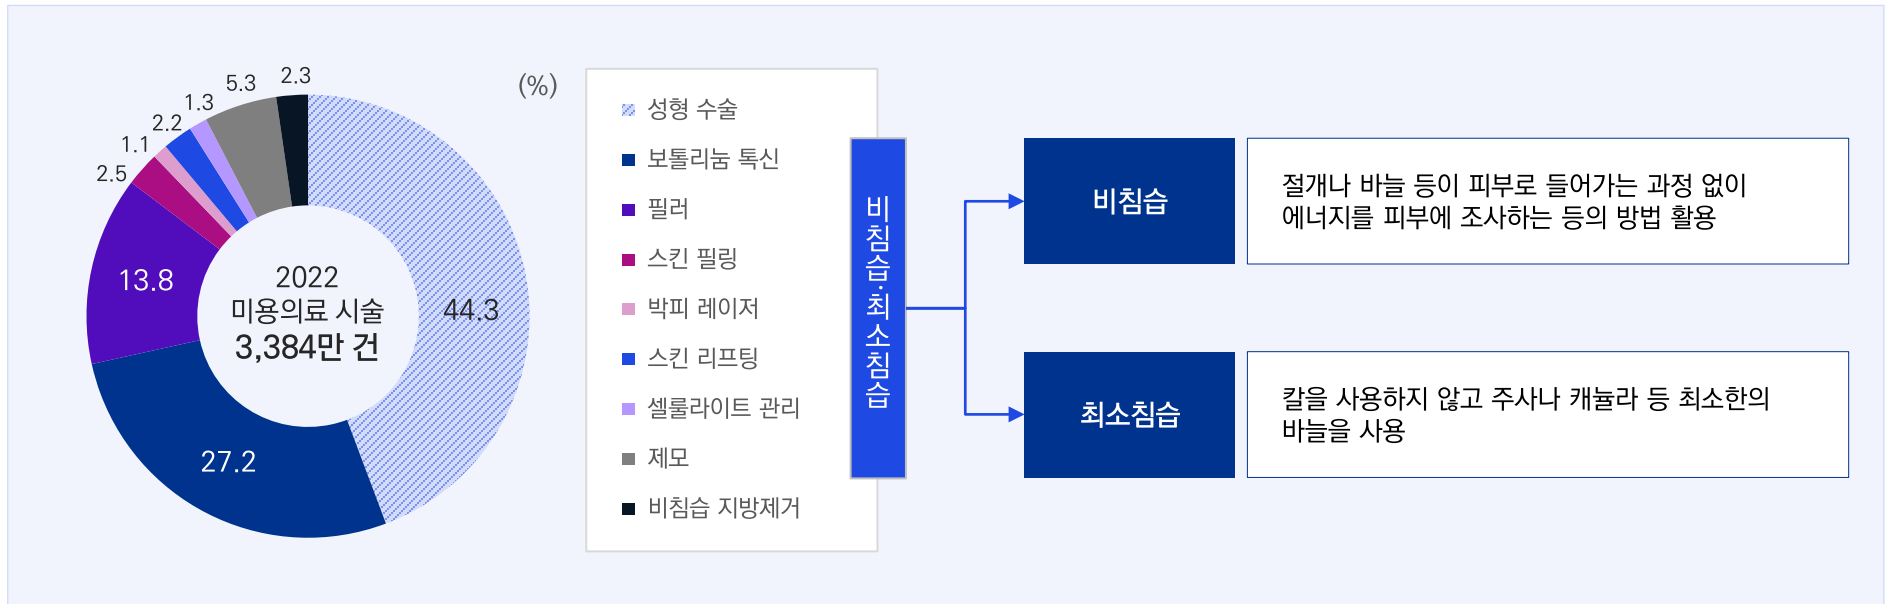 (%)
2.3
5.3
1.3
2.2
1.1
2.5
13.8
27.2
44.3
2022
미용의료 시술
3,384만 건
성형 수술
보톨리눔 톡신
필러
스킨 필링
박피 레이저
스킨 리프팅
셀룰라이트 관리
제모
비침습 지방제거
비침습·최소침습
비침습
절개나 바늘 등이 피부로 들어가는 과정 없이
에너지를 피부에 조사하는 등의 방법 활용
최소침습
칼을 사용하지 않고 주사나 캐뉼라 등 최소한의
바늘을 사용